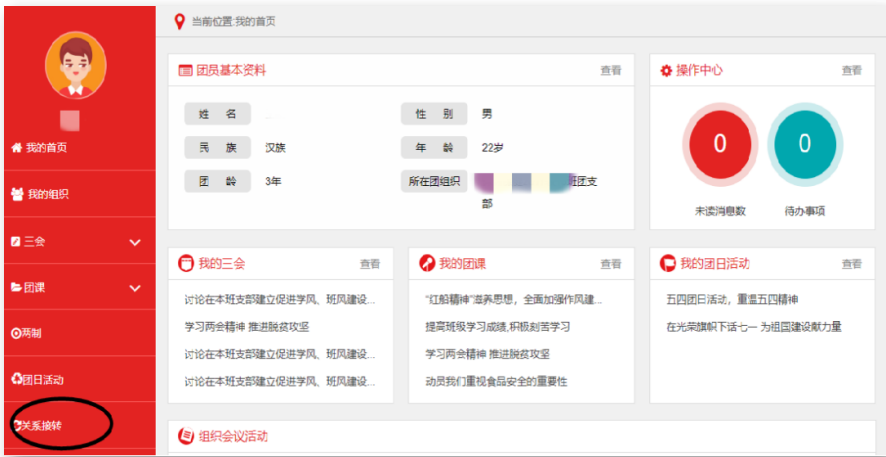 当前位置:我的首页
我的首页
我的组织
三会
团课
两制
团日活动
关系接转
团员基本资料 查看
姓 名
性 别 男
民 族 汉族
年 龄 22岁
团 龄 3年
所在团组织 班团支
部
操作中心 查看
0 0
未读消息数 待办事项
我的三会 查看
讨论在本班支部建立促进学风、班风建设...
学习两会精神 推进脱贫攻坚
讨论在本班支部建立促进学风、班风建设...
讨论在本班支部建立促进学风、班风建设...
我的团课 查看
“红船精神”滋养思想，全面加强作风建...
提高班级学习成绩,积极刻苦学习
学习两会精神 推进脱贫攻坚
动员我们重视食品安全的重要性
我的团日活动 查看
五四团日活动，重温五四精神
在光荣旗帜下话七一 为祖国建设献力量
组织会议活动